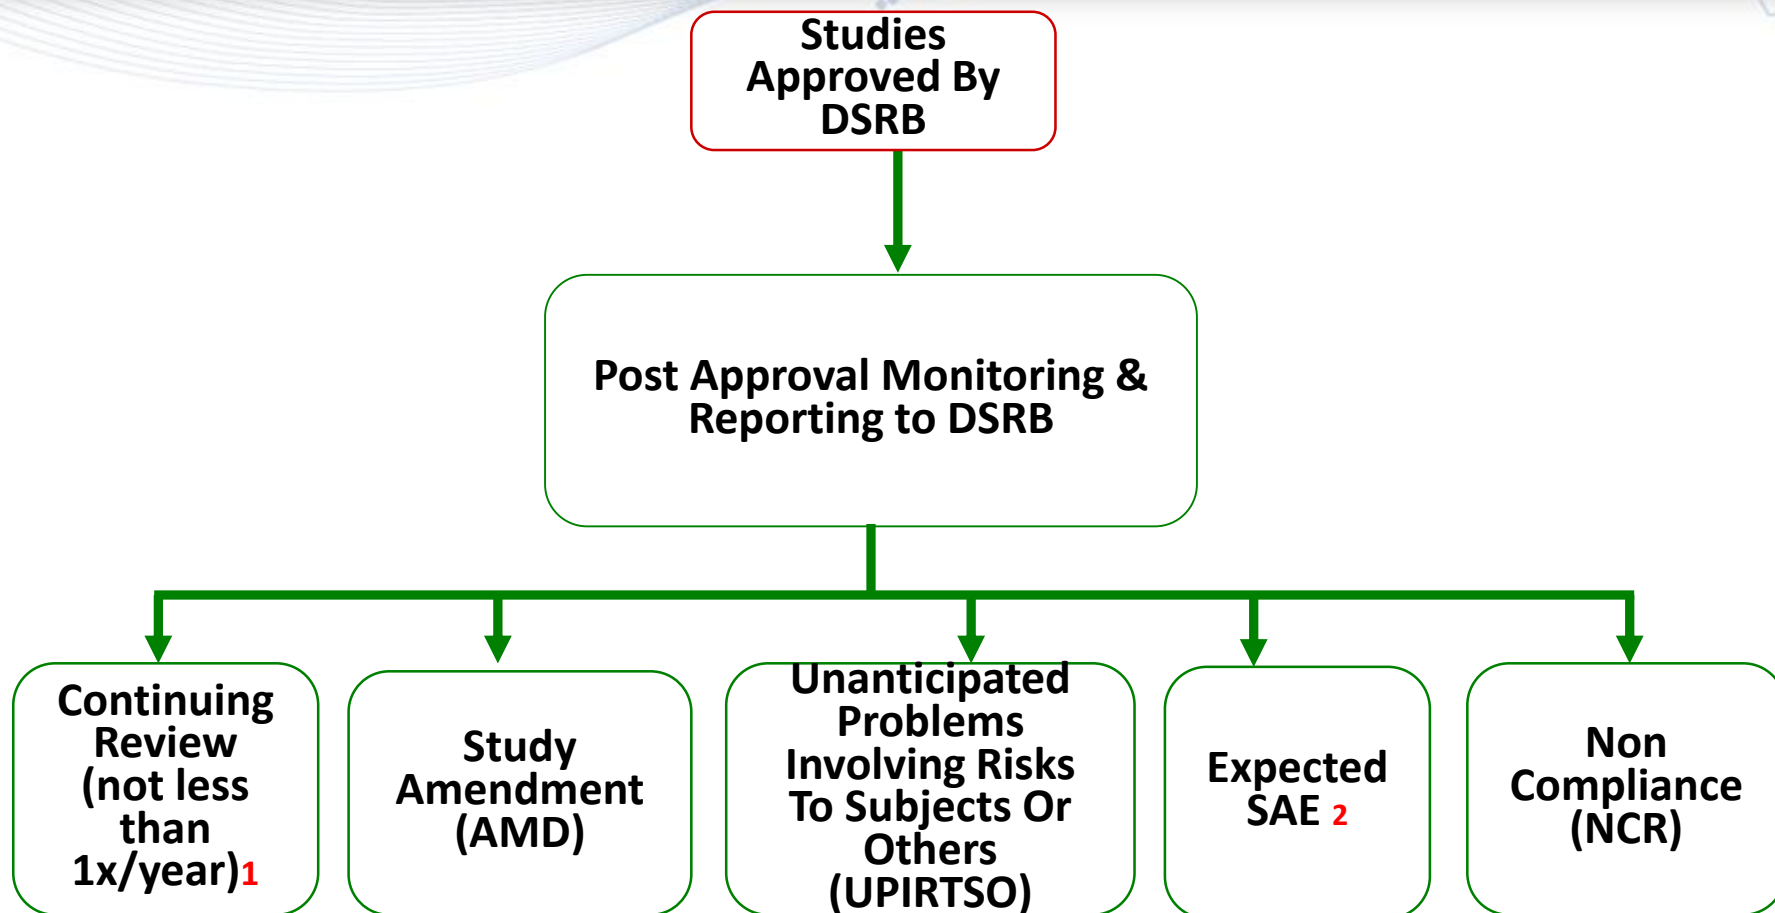 Studies
Approved By
DSRB
Post Approval Monitoring &
Reporting to DSRB
Continuing
Review
(not less
than
1x/year)1
Study
Amendment
(AMD)
Unanticipated
Problems
Involving Risks
To Subjects Or
Others
(UPIRTSO)
Expected
SAE 2
Non
Compliance
(NCR)